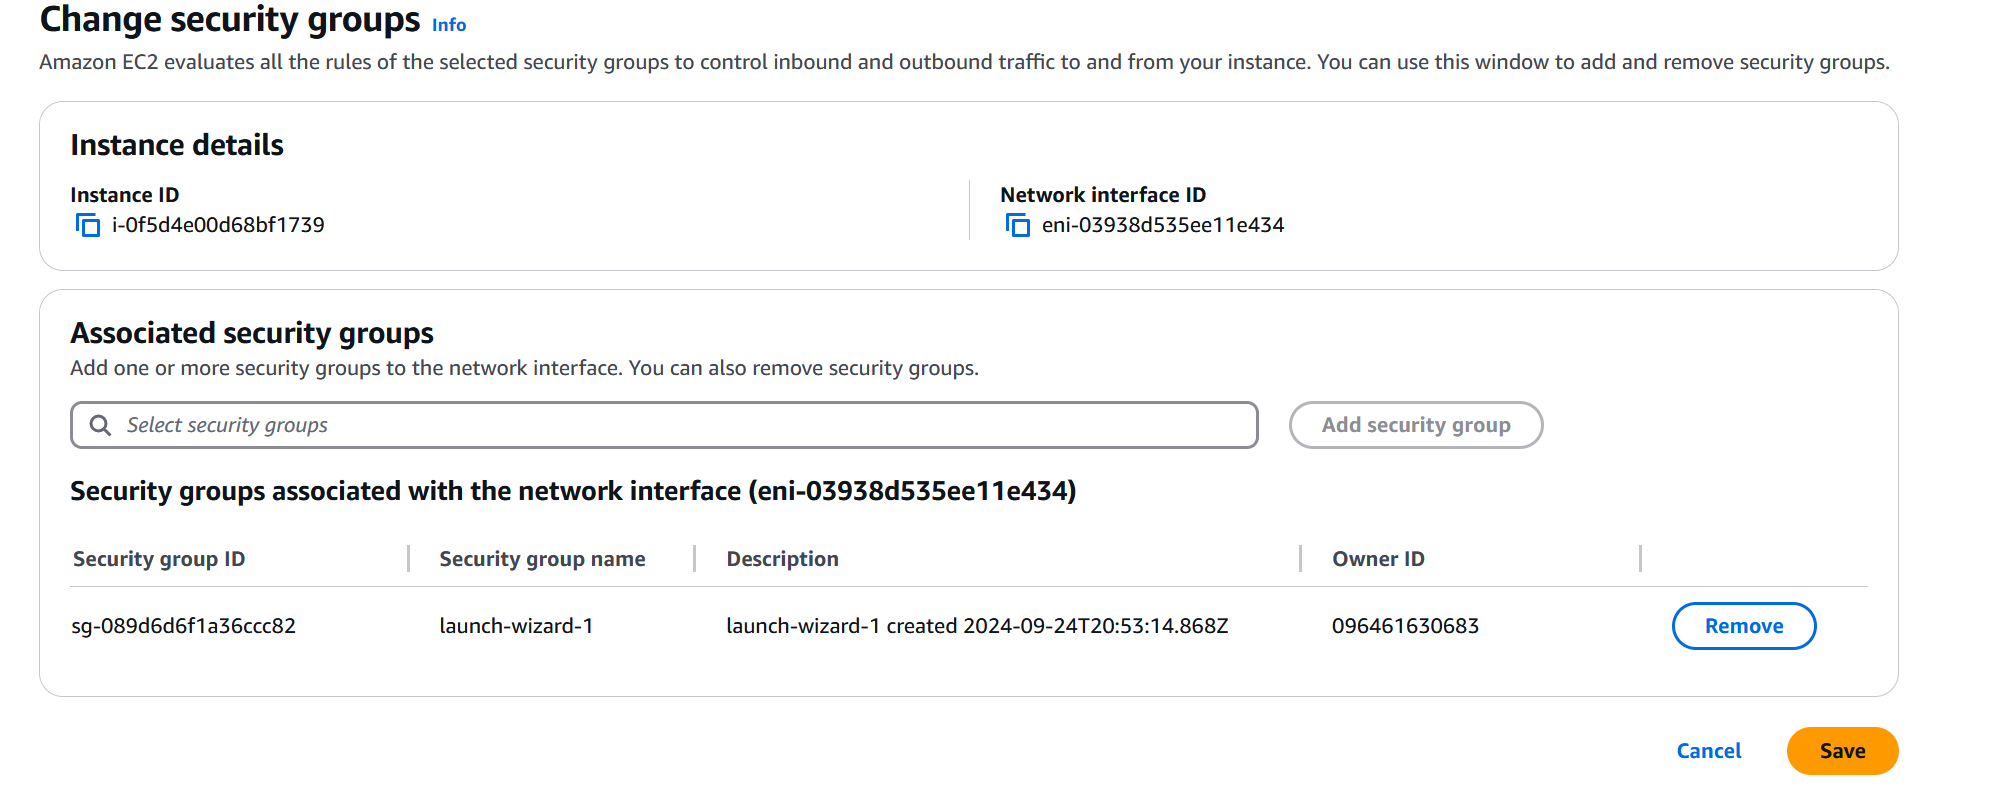 Change security groups Info
Amazon EC2 evaluates all the rules of the selected security groups to control inbound and outbound traffic to and from your instance. You can use this window to add and remove security groups.
Instance details
Instance ID
i-0f5d4e00d68bf1739
Network interface ID
eni-03938d535ee11e434
Associated security groups
Add one or more security groups to the network interface. You can also remove security groups.
Select security groups
Add security group
Security groups associated with the network interface (eni-03938d535ee11e434)
Security group ID Security group name Description Owner ID
sg-089d6d6f1a36ccc82 launch-wizard-1 launch-wizard-1 created 2024-09-24T20:53:14.868Z 096461630683 Remove
Cancel Save